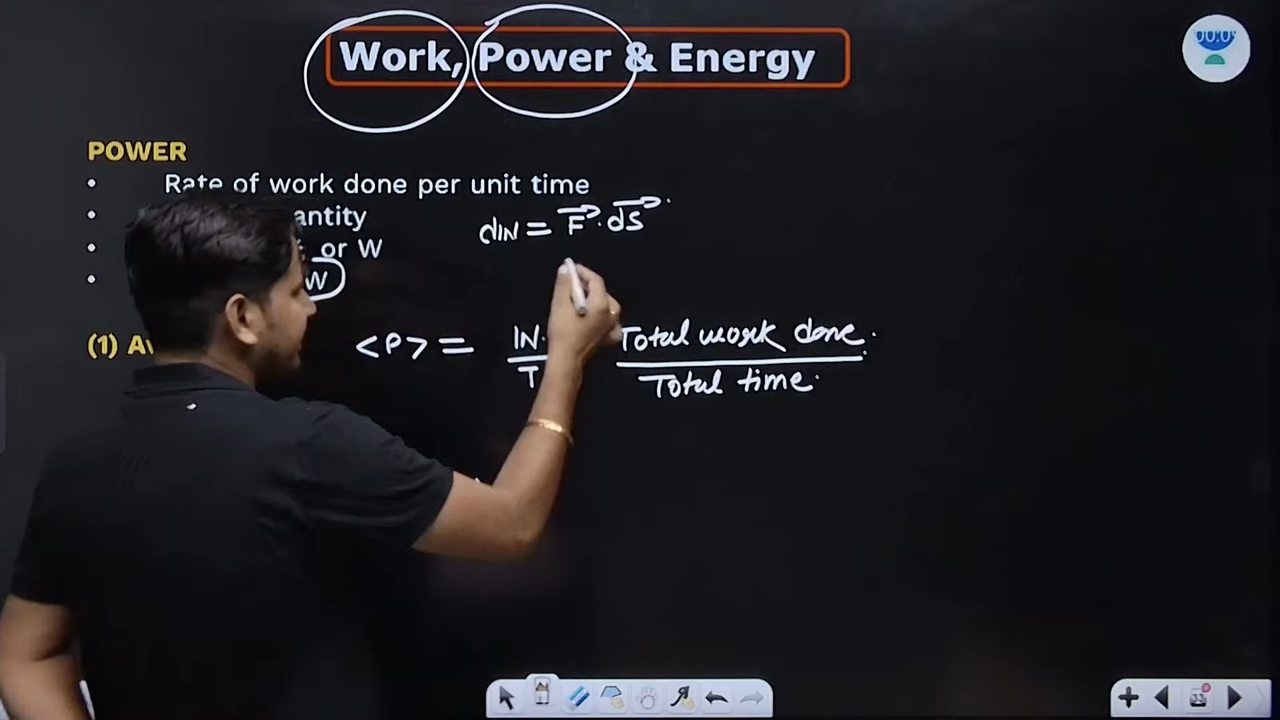 Work, Power & Energy
POWER
• Rate of work done per unit time
• antity
dW = F⃗ · ds⃗
• or W
• W
(1) Av
<P> = W
T
Total work done
Total time